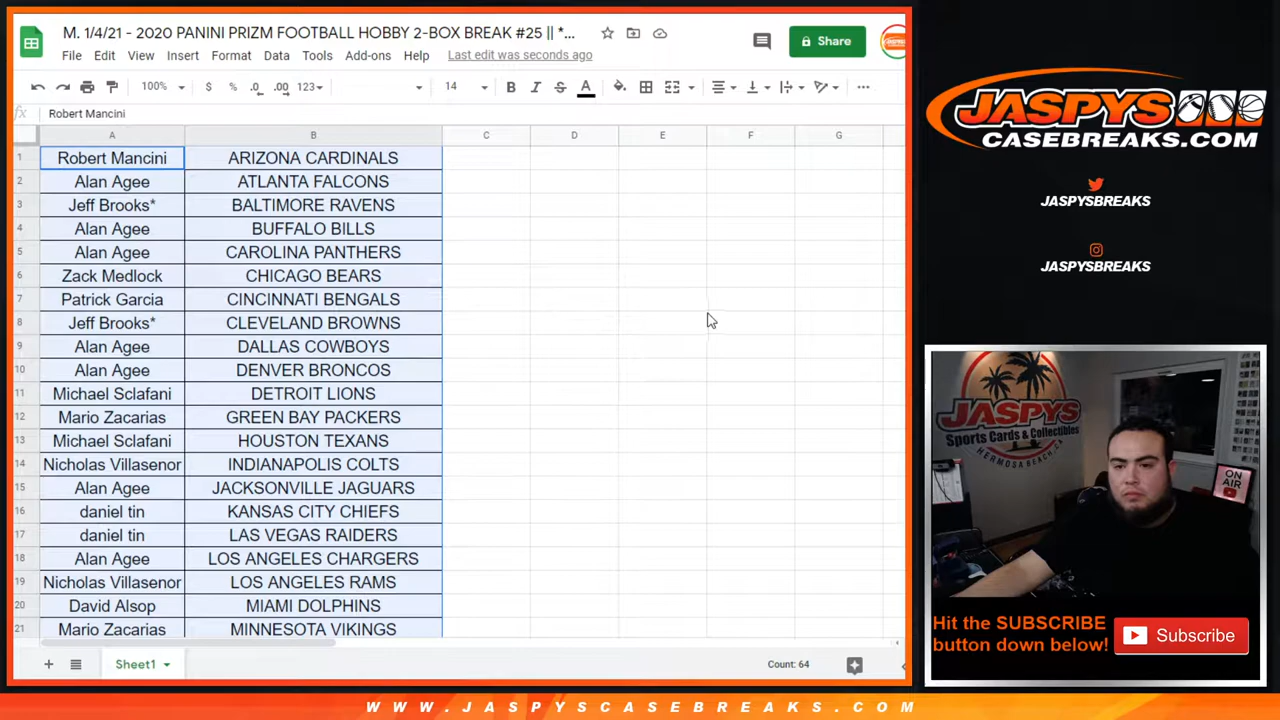 M. 1/4/21 - 2020 PANINI PRIZM FOOTBALL HOBBY 2-BOX BREAK #25 || *...
Share
File Edit View Insert Format Data Tools Add-ons Help Last edit was seconds ago
100% $ % .0 .00 123 14 B I S A
fx Robert Mancini
A B C D E F G
1 Robert Mancini ARIZONA CARDINALS
2 Alan Agee ATLANTA FALCONS
3 Jeff Brooks* BALTIMORE RAVENS
4 Alan Agee BUFFALO BILLS
5 Alan Agee CAROLINA PANTHERS
6 Zack Medlock CHICAGO BEARS
7 Patrick Garcia CINCINNATI BENGALS
8 Jeff Brooks* CLEVELAND BROWNS
9 Alan Agee DALLAS COWBOYS
10 Alan Agee DENVER BRONCOS
11 Michael Sclafani DETROIT LIONS
12 Mario Zacarias GREEN BAY PACKERS
13 Michael Sclafani HOUSTON TEXANS
14 Nicholas Villasenor INDIANAPOLIS COLTS
15 Alan Agee JACKSONVILLE JAGUARS
16 daniel tin KANSAS CITY CHIEFS
17 daniel tin LAS VEGAS RAIDERS
18 Alan Agee LOS ANGELES CHARGERS
19 Nicholas Villasenor LOS ANGELES RAMS
20 David Alsop MIAMI DOLPHINS
21 Mario Zacarias MINNESOTA VIKINGS
Sheet1
Count: 64
JASPYS
CASEBREAKS.COM
JASPYSBREAKS
JASPYSBREAKS
JASPYS
Sports Cards & Collectibles
HERMOSA BEACH, CA
ON
AIR
Hit the SUBSCRIBE
button down below!
Subscribe
WWW.JASPYSCASEBREAKS.COM